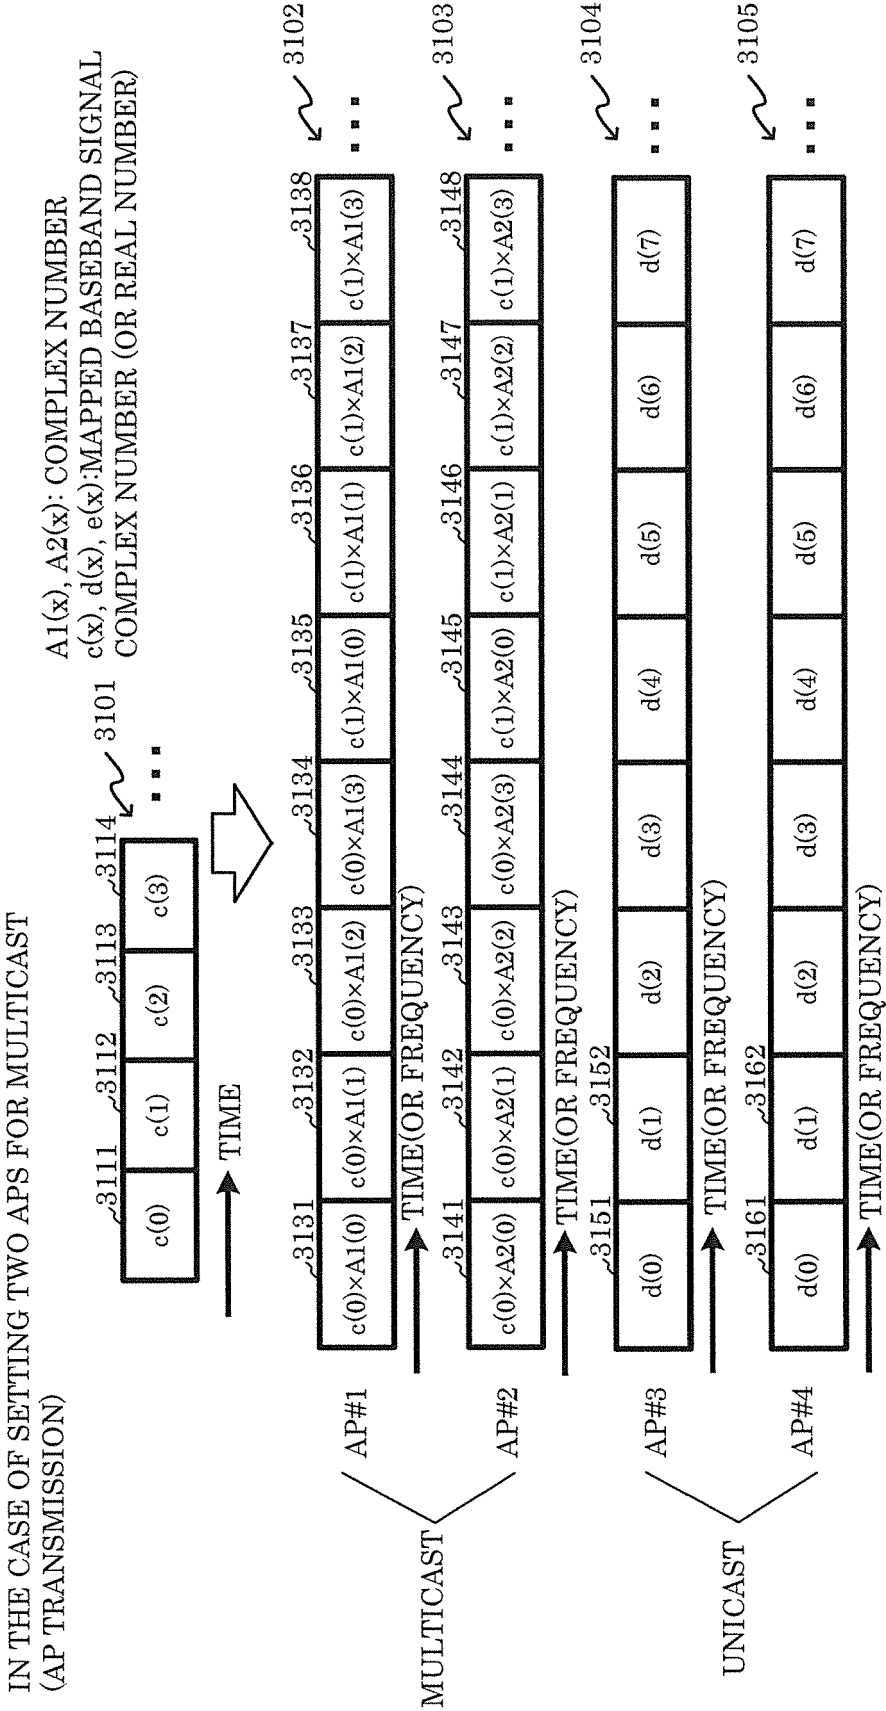 IN THE CASE OF SETTING TWO APS FOR MULTICAST
(AP TRANSMISSION)
A1(x), A2(x): COMPLEX NUMBER
c(x), d(x), e(x):MAPPED BASEBAND SIGNAL
COMPLEX NUMBER (OR REAL NUMBER)
3111 3112 3113 3114 3101
c(0) c(1) c(2) c(3)
TIME
3131 3132 3133 3134 3135 3136 3137 3138 3102
MULTICAST
AP#1 c(0)×A1(0) c(0)×A1(1) c(0)×A1(2) c(0)×A1(3) c(1)×A1(0) c(1)×A1(1) c(1)×A1(2) c(1)×A1(3)
TIME(OR FREQUENCY)
3141 3142 3143 3144 3145 3146 3147 3148 3103
AP#2 c(0)×A2(0) c(0)×A2(1) c(0)×A2(2) c(0)×A2(3) c(1)×A2(0) c(1)×A2(1) c(1)×A2(2) c(1)×A2(3)
TIME(OR FREQUENCY)
3151 3152 3104
UNICAST
AP#3 d(0) d(1) d(2) d(3) d(4) d(5) d(6) d(7)
TIME(OR FREQUENCY)
3161 3162 3105
AP#4 d(0) d(1) d(2) d(3) d(4) d(5) d(6) d(7)
TIME(OR FREQUENCY)